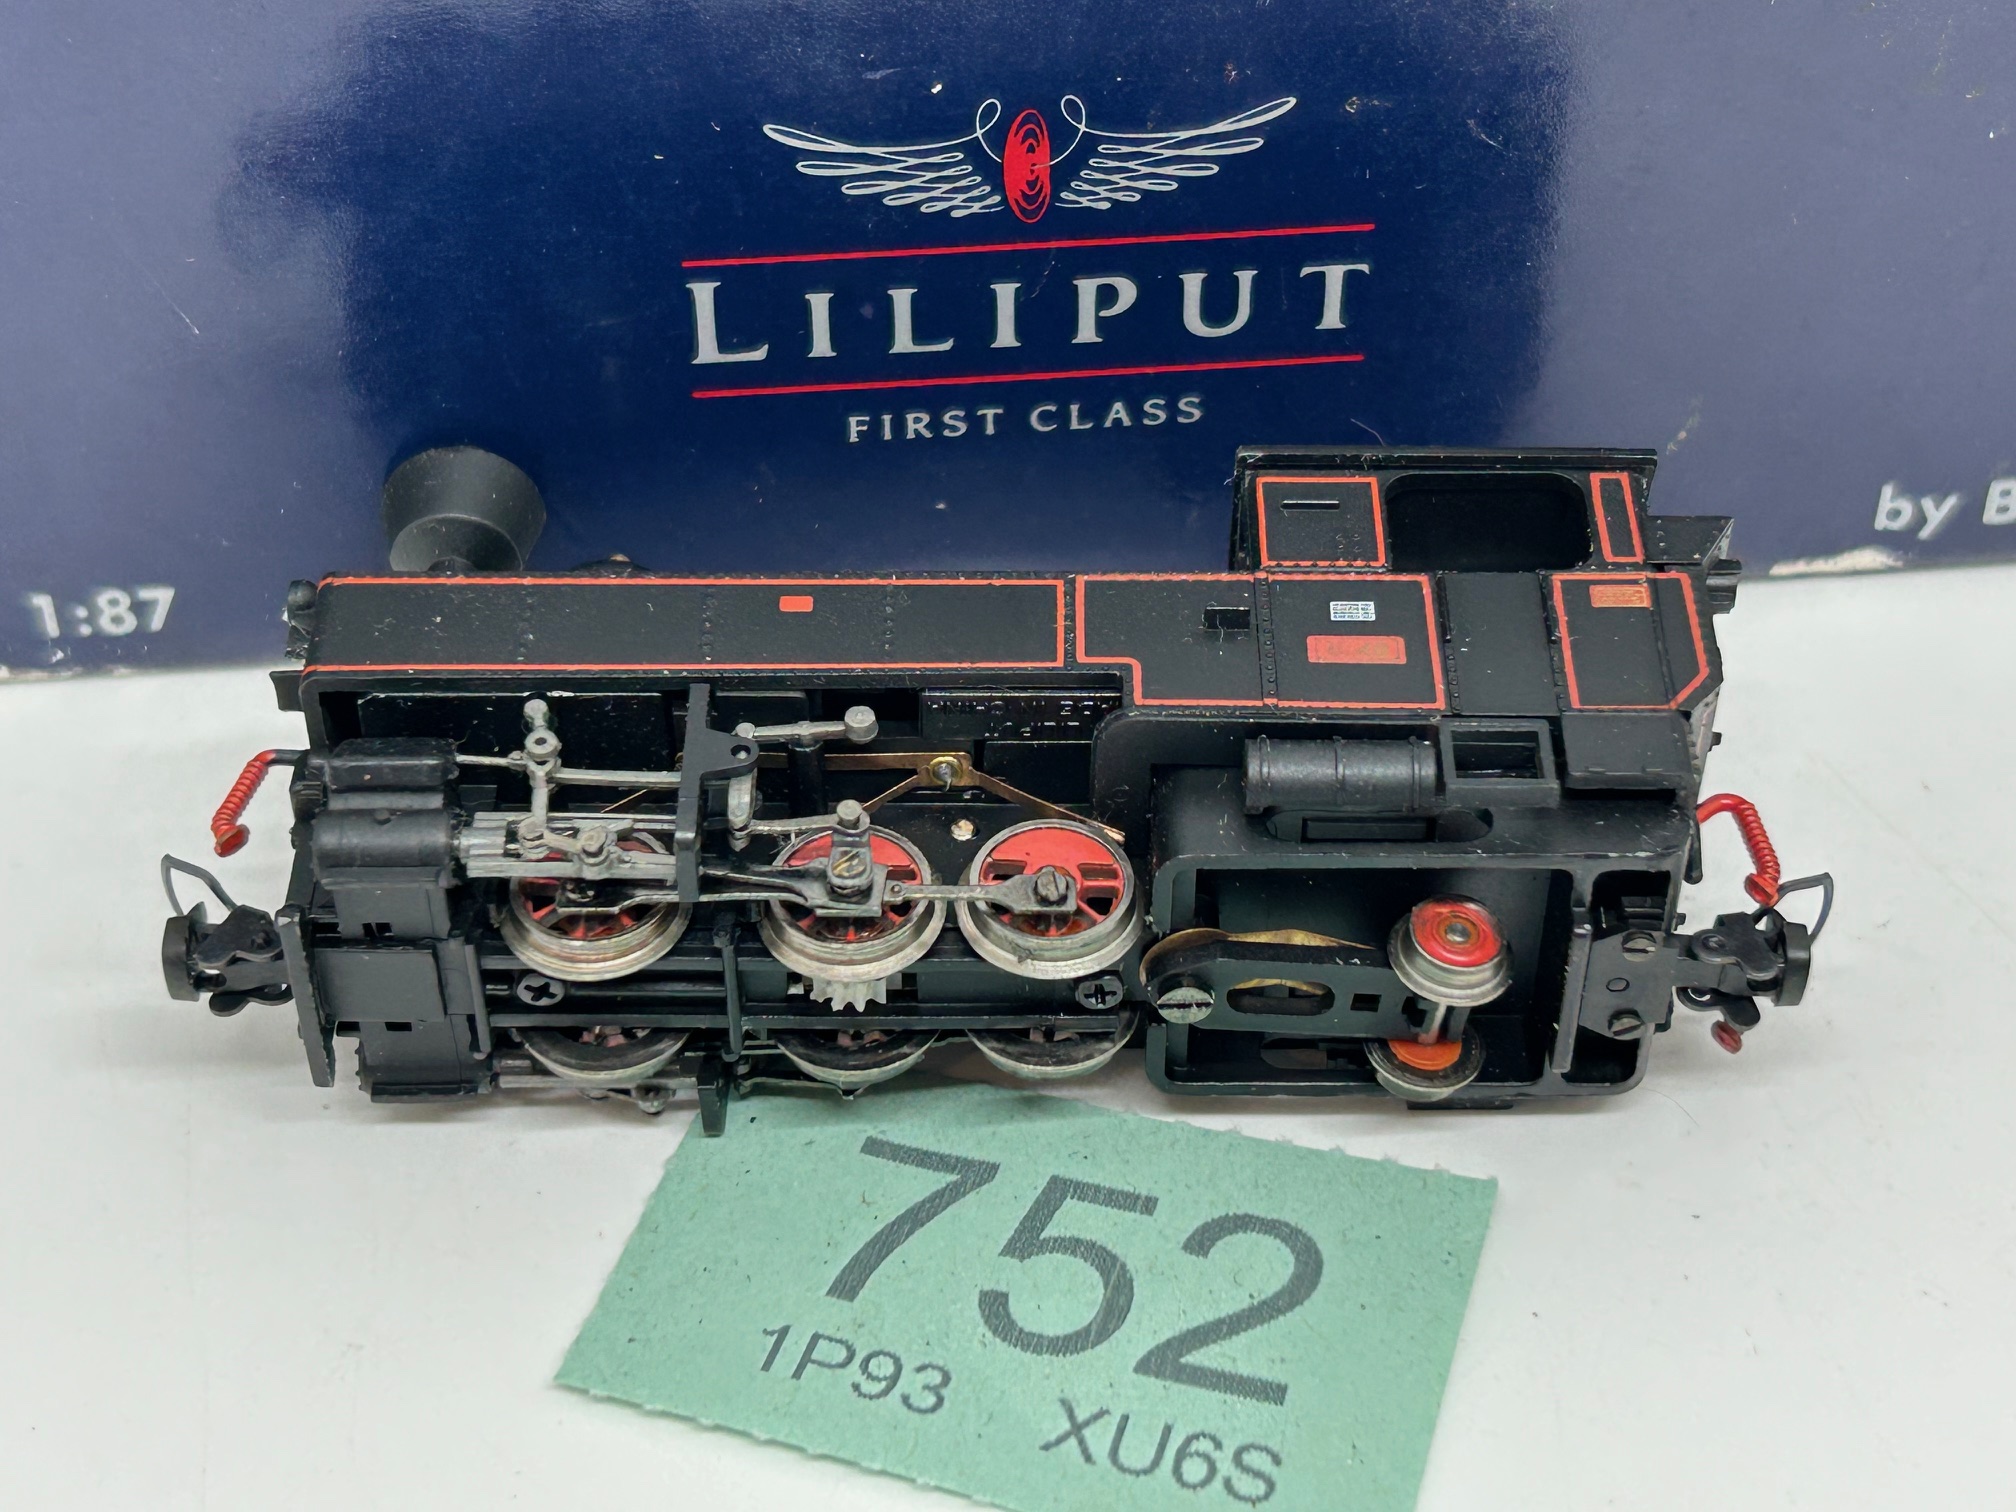 LILIPUT
FIRST CLASS
by B
1:87
752
1P93 XU6S